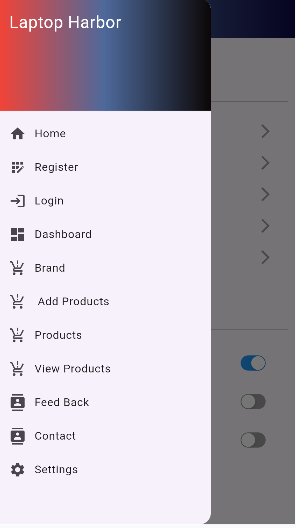 Laptop Harbor
Home
Register
Login
Dashboard
Brand
Add Products
Products
View Products
Feed Back
Contact
Settings